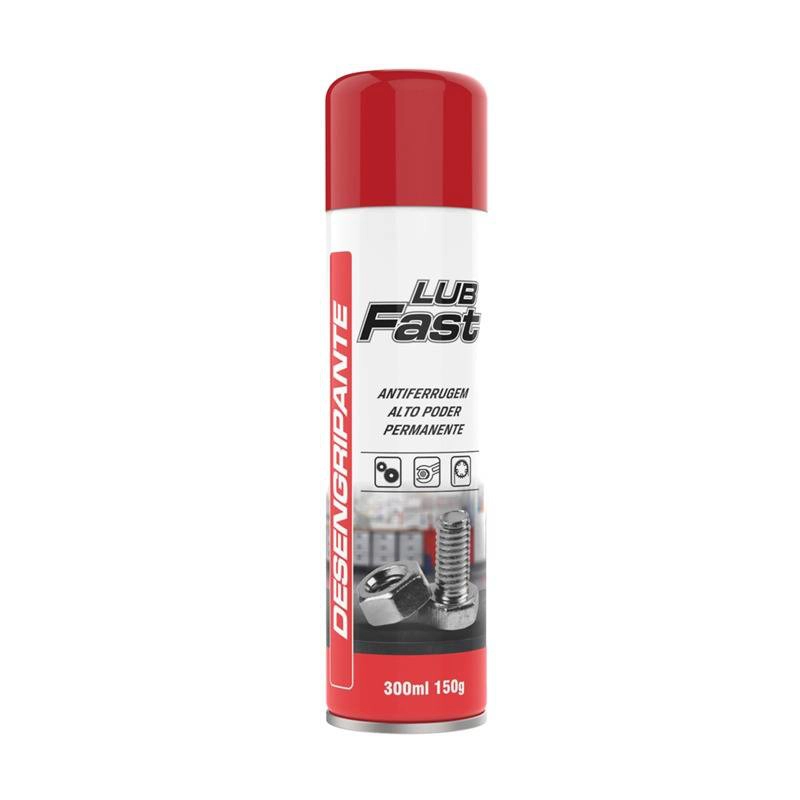 LUB
Fast
DESENGRIPANTE
ANTIFERRUGEM
ALTO PODER
PERMANENTE
300ml 150g